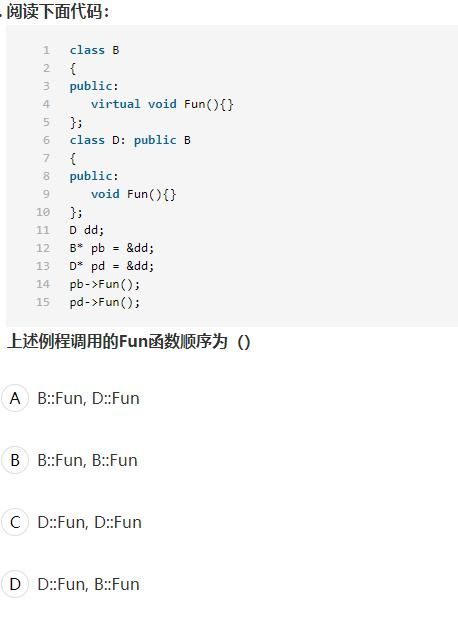 . 阅读下面代码：
1 class B
2 {
3 public:
4 virtual void Fun(){}
5 };
6 class D: public B
7 {
8 public:
9 void Fun(){}
10 };
11 D dd;
12 B* pb = &dd;
13 D* pd = &dd;
14 pb->Fun();
15 pd->Fun();
上述例程调用的Fun函数顺序为（）
A B::Fun, D::Fun
B B::Fun, B::Fun
C D::Fun, D::Fun
D D::Fun, B::Fun